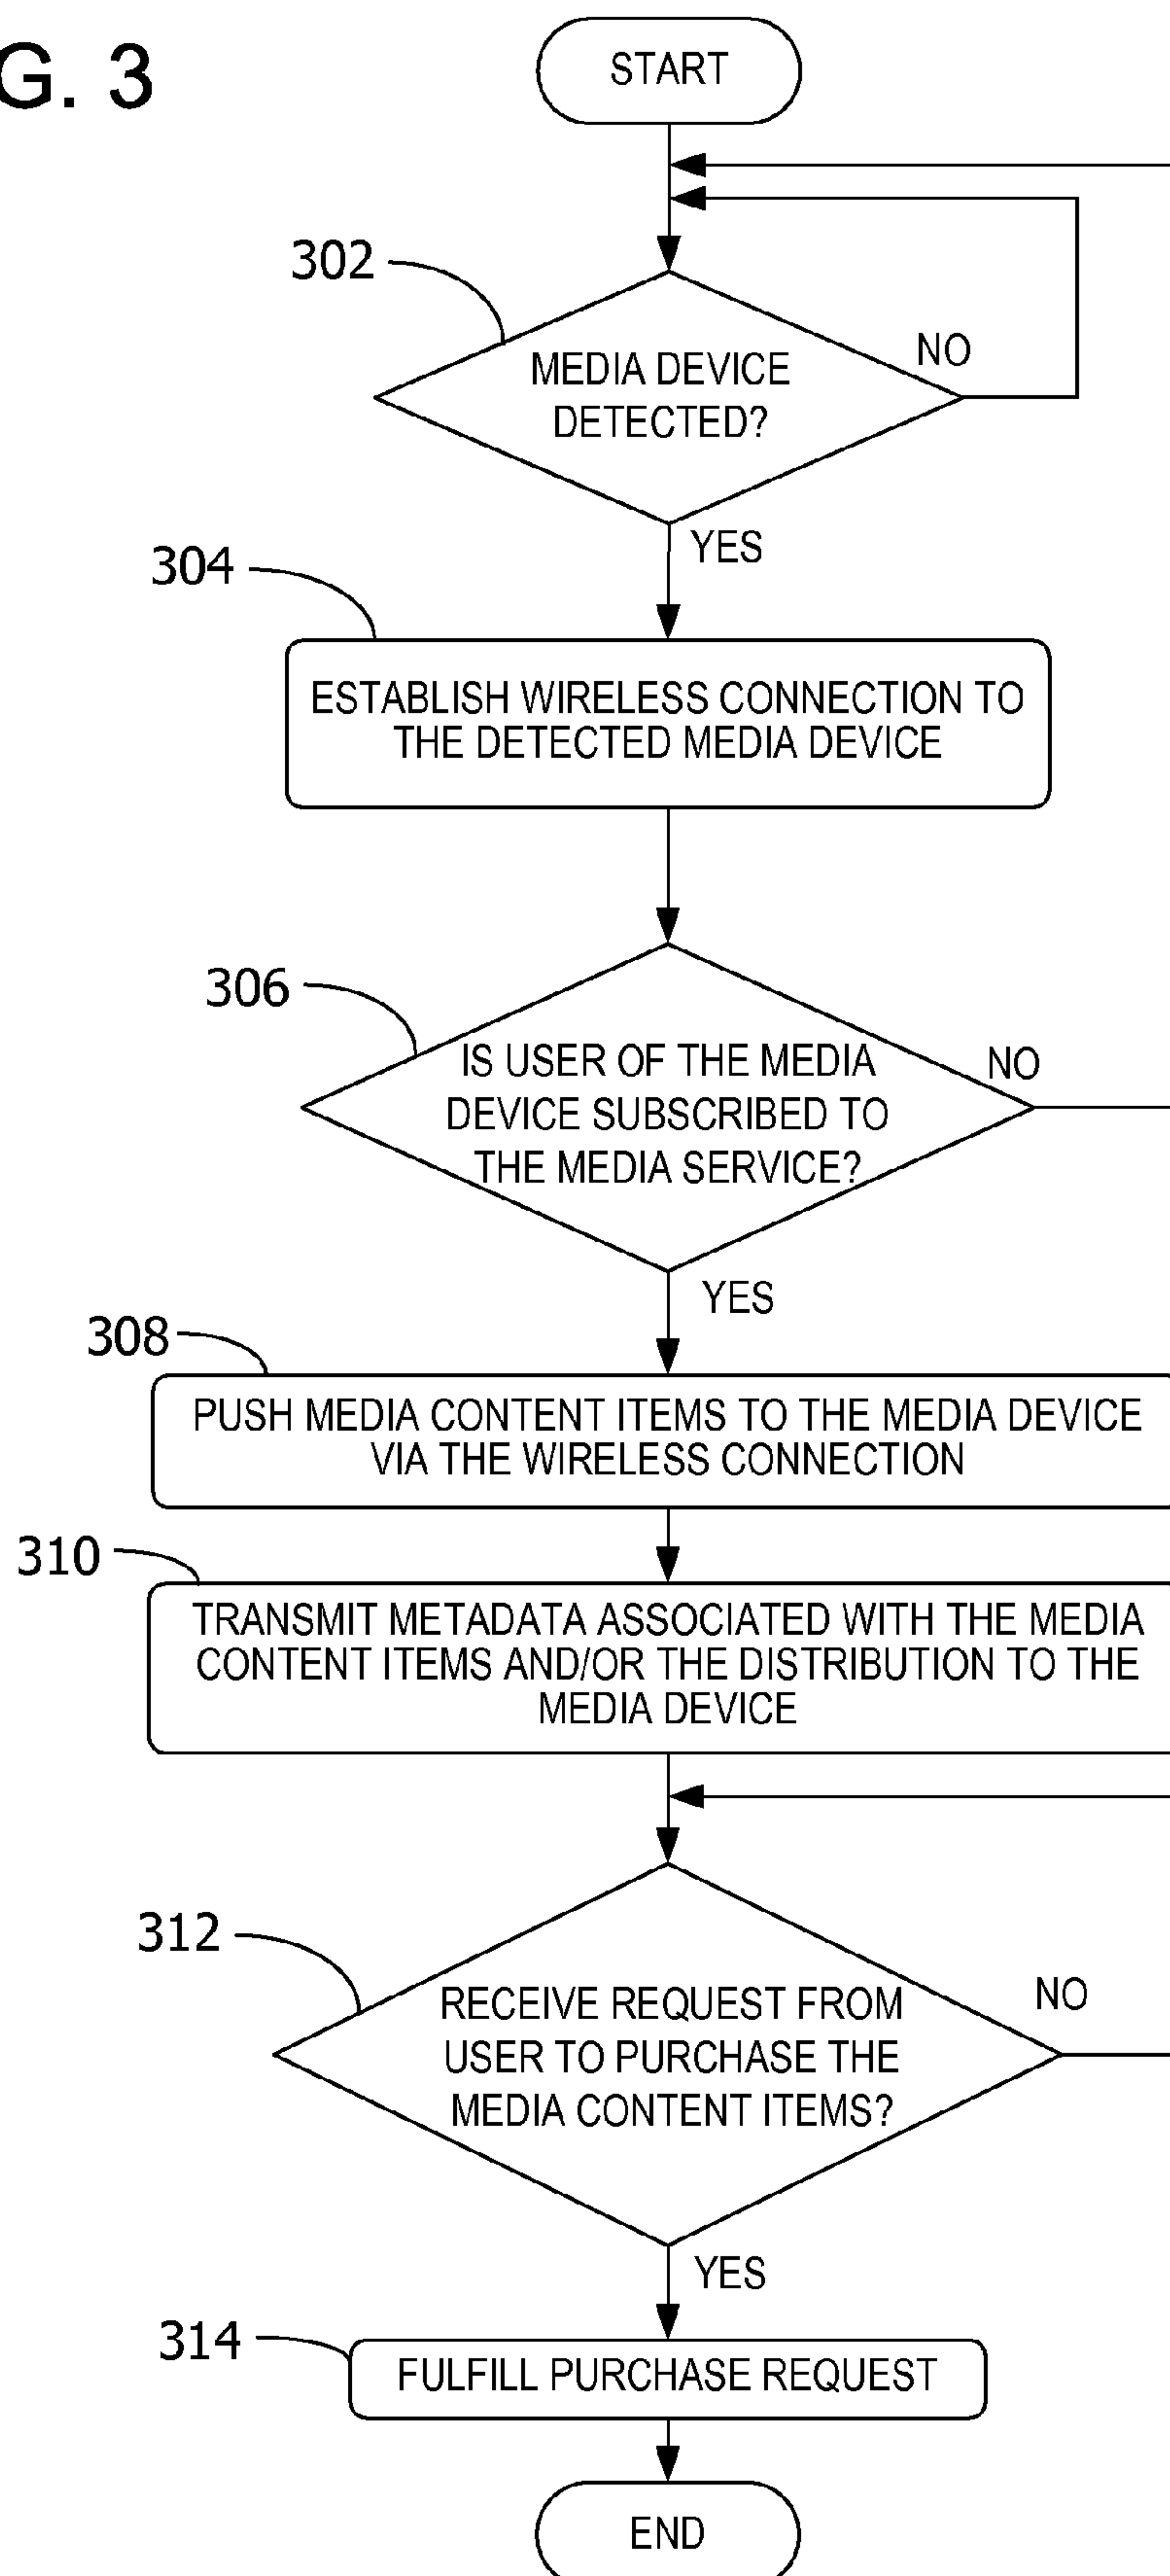 G. 3
START
302
MEDIA DEVICE
DETECTED?
NO
YES
304
ESTABLISH WIRELESS CONNECTION TO
THE DETECTED MEDIA DEVICE
306
IS USER OF THE MEDIA
DEVICE SUBSCRIBED TO
THE MEDIA SERVICE?
NO
YES
308
PUSH MEDIA CONTENT ITEMS TO THE MEDIA DEVICE
VIA THE WIRELESS CONNECTION
310
TRANSMIT METADATA ASSOCIATED WITH THE MEDIA
CONTENT ITEMS AND/OR THE DISTRIBUTION TO THE
MEDIA DEVICE
312
RECEIVE REQUEST FROM
USER TO PURCHASE THE
MEDIA CONTENT ITEMS?
NO
YES
314
FULFILL PURCHASE REQUEST
END